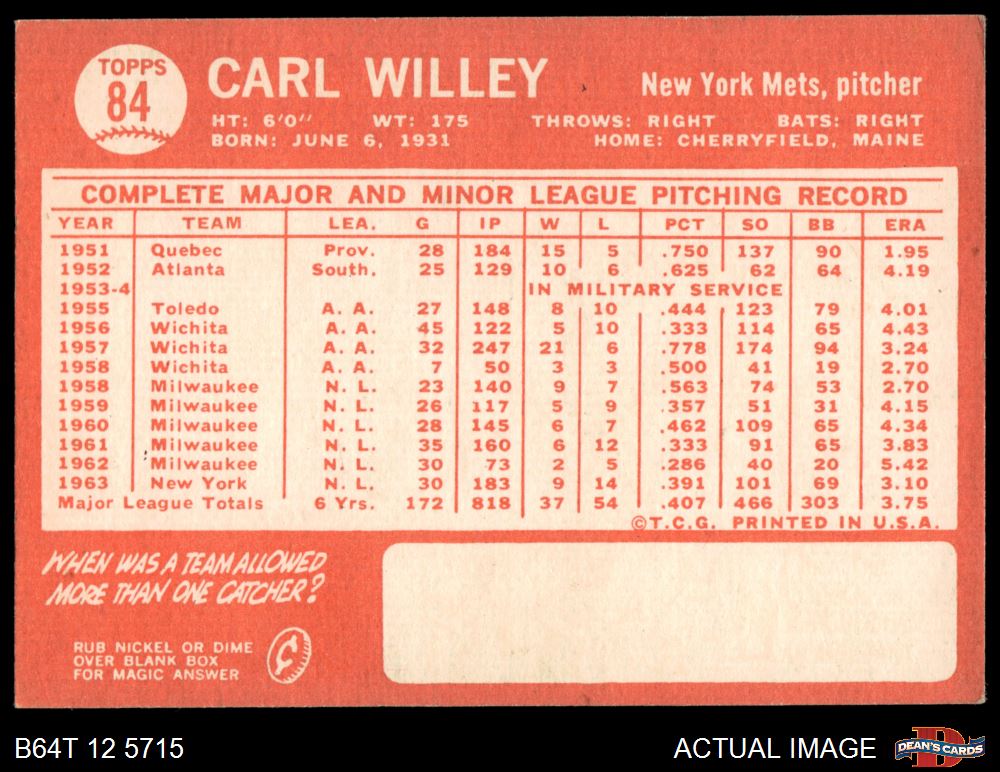 TOPPS
84
CARL WILLEY
New York Mets, pitcher
HT: 6'0" WT: 175 THROWS: RIGHT BATS: RIGHT
BORN: JUNE 6, 1931 HOME: CHERRYFIELD, MAINE
COMPLETE MAJOR AND MINOR LEAGUE PITCHING RECORD
YEAR TEAM LEA. G IP W L PCT SO BB ERA
1951 Quebec Prov. 28 184 15 5 .750 137 90 1.95
1952 Atlanta South. 25 129 10 6 .625 62 64 4.19
1953-4 IN MILITARY SERVICE
1955 Toledo A. A. 27 148 8 10 .444 123 79 4.01
1956 Wichita A. A. 45 122 5 10 .333 114 65 4.43
1957 Wichita A. A. 32 247 21 6 .778 174 94 3.24
1958 Wichita A. A. 7 50 3 3 .500 41 19 2.70
1958 Milwaukee N. L. 23 140 9 7 .563 74 53 2.70
1959 Milwaukee N. L. 26 117 5 9 .357 51 31 4.15
1960 Milwaukee N. L. 28 145 6 7 .462 109 65 4.34
1961 Milwaukee N. L. 35 160 6 12 .333 91 65 3.83
1962 Milwaukee N. L. 30 73 2 5 .286 40 20 5.42
1963 New York N. L. 30 183 9 14 .391 101 69 3.10
Major League Totals 6 Yrs. 172 818 37 54 .407 466 303 3.75
©T.C.G. PRINTED IN U.S.A.
WHEN WAS A TEAM ALLOWED
MORE THAN ONE CATCHER?
RUB NICKEL OR DIME
OVER BLANK BOX
FOR MAGIC ANSWER
¢
B64T 12 5715
ACTUAL IMAGE
DEAN'S CARDS